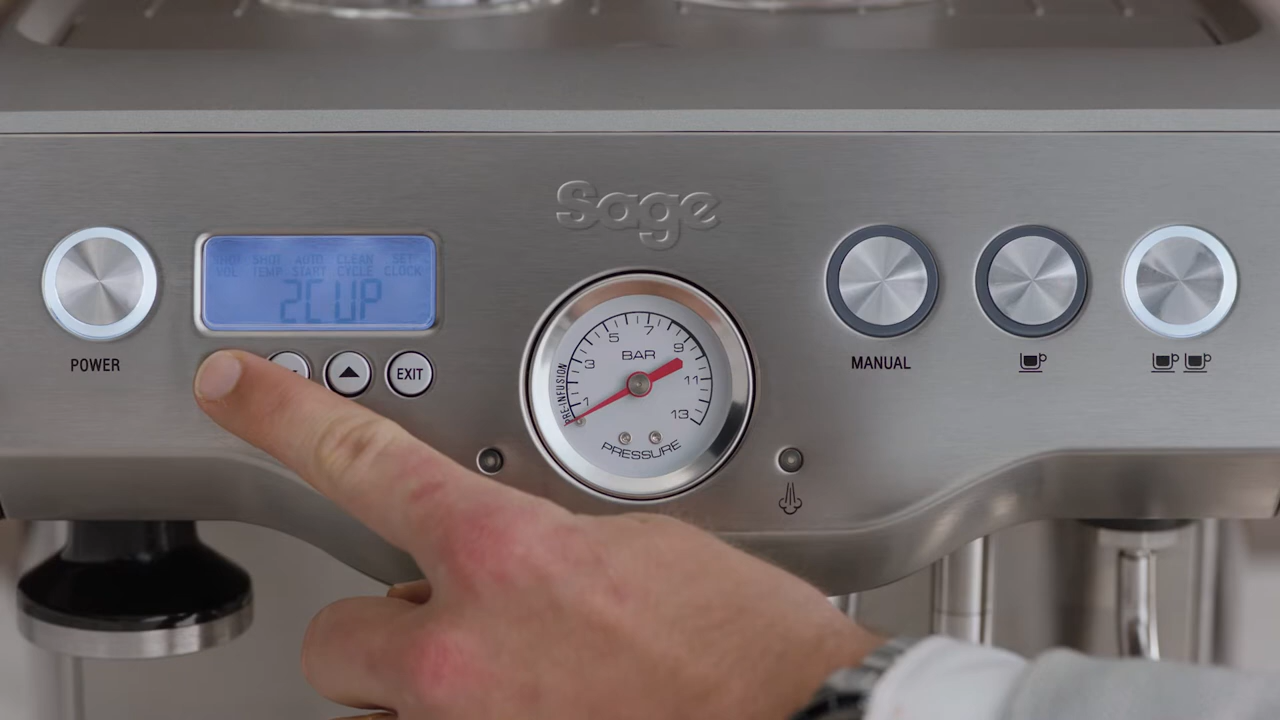 Sage
SHOT SHOT AUTO CLEAN SET
VOL TEMP START CYCLE CLOCK
2CUP
POWER
EXIT
MANUAL
BAR
1
3
5
7
9
11
13
PRE-INFUSION
PRESSURE